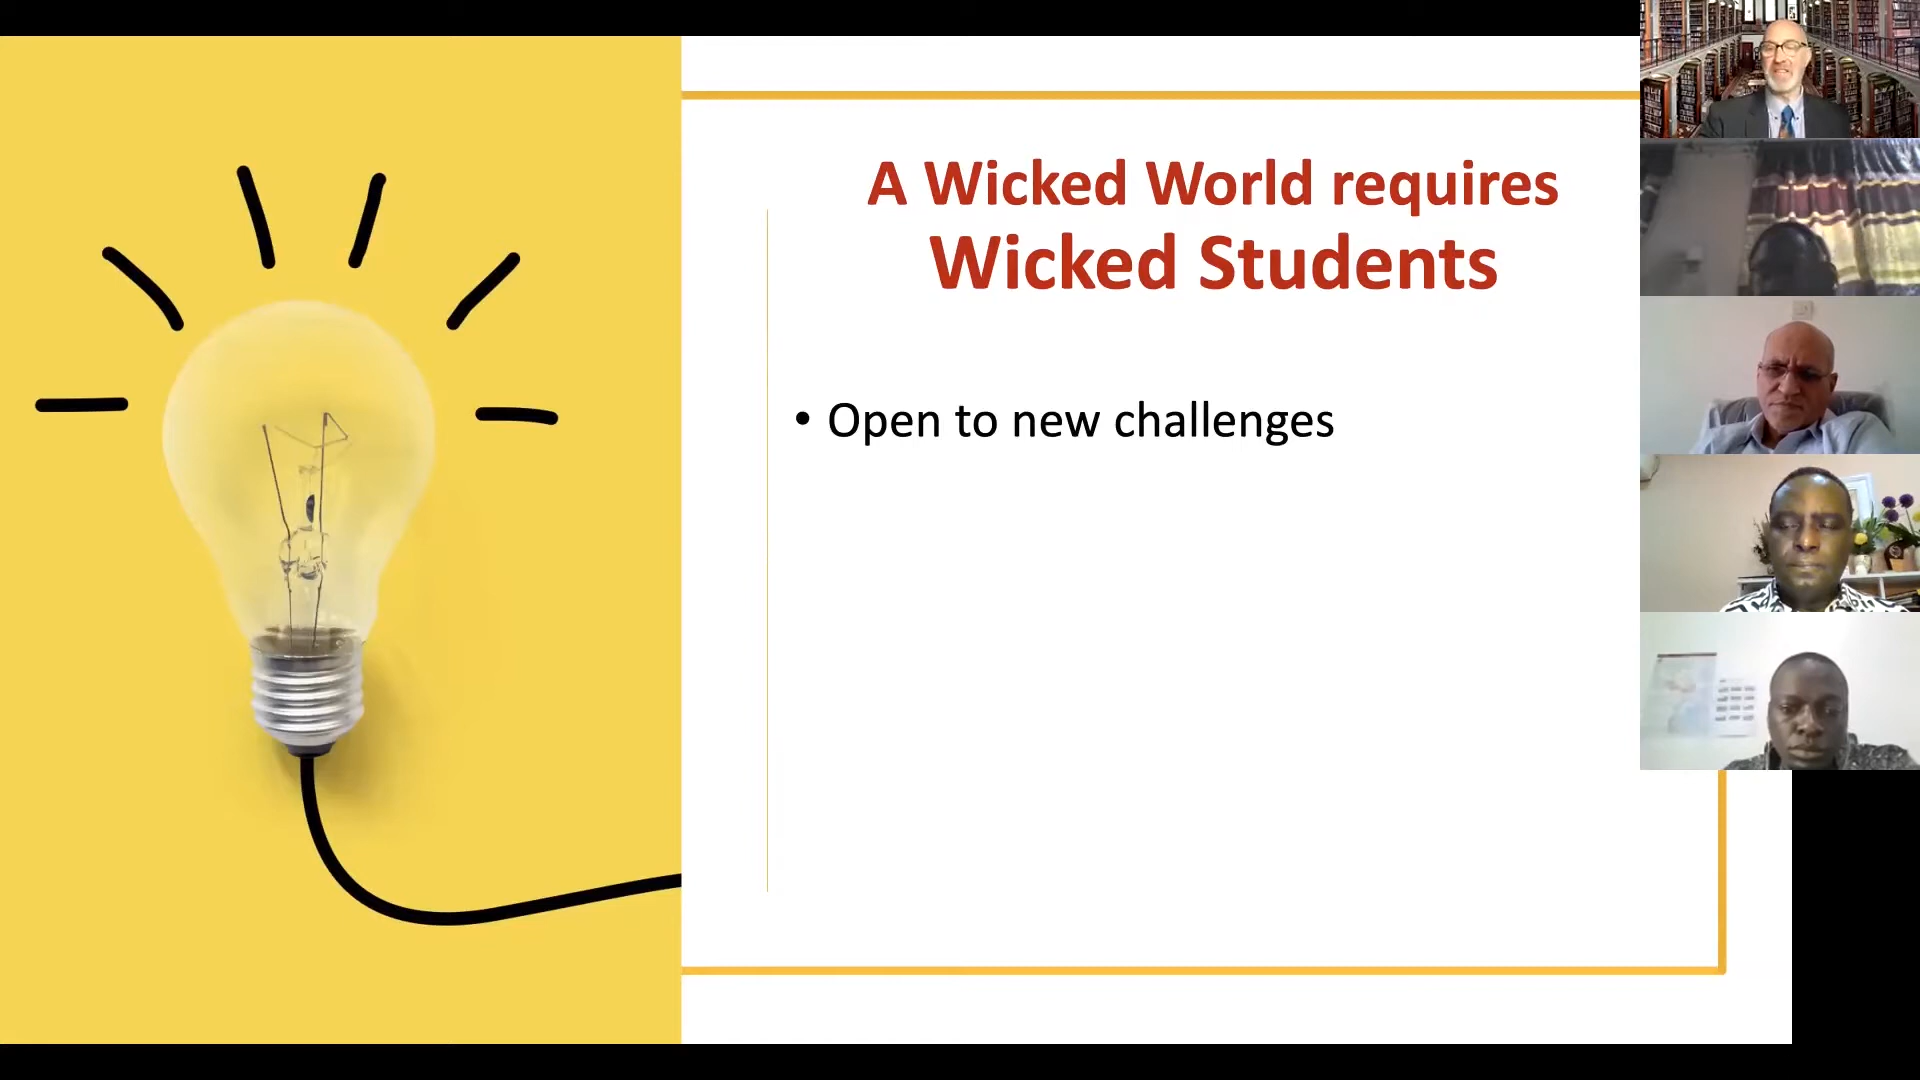 A Wicked World requires
Wicked Students
• Open to new challenges